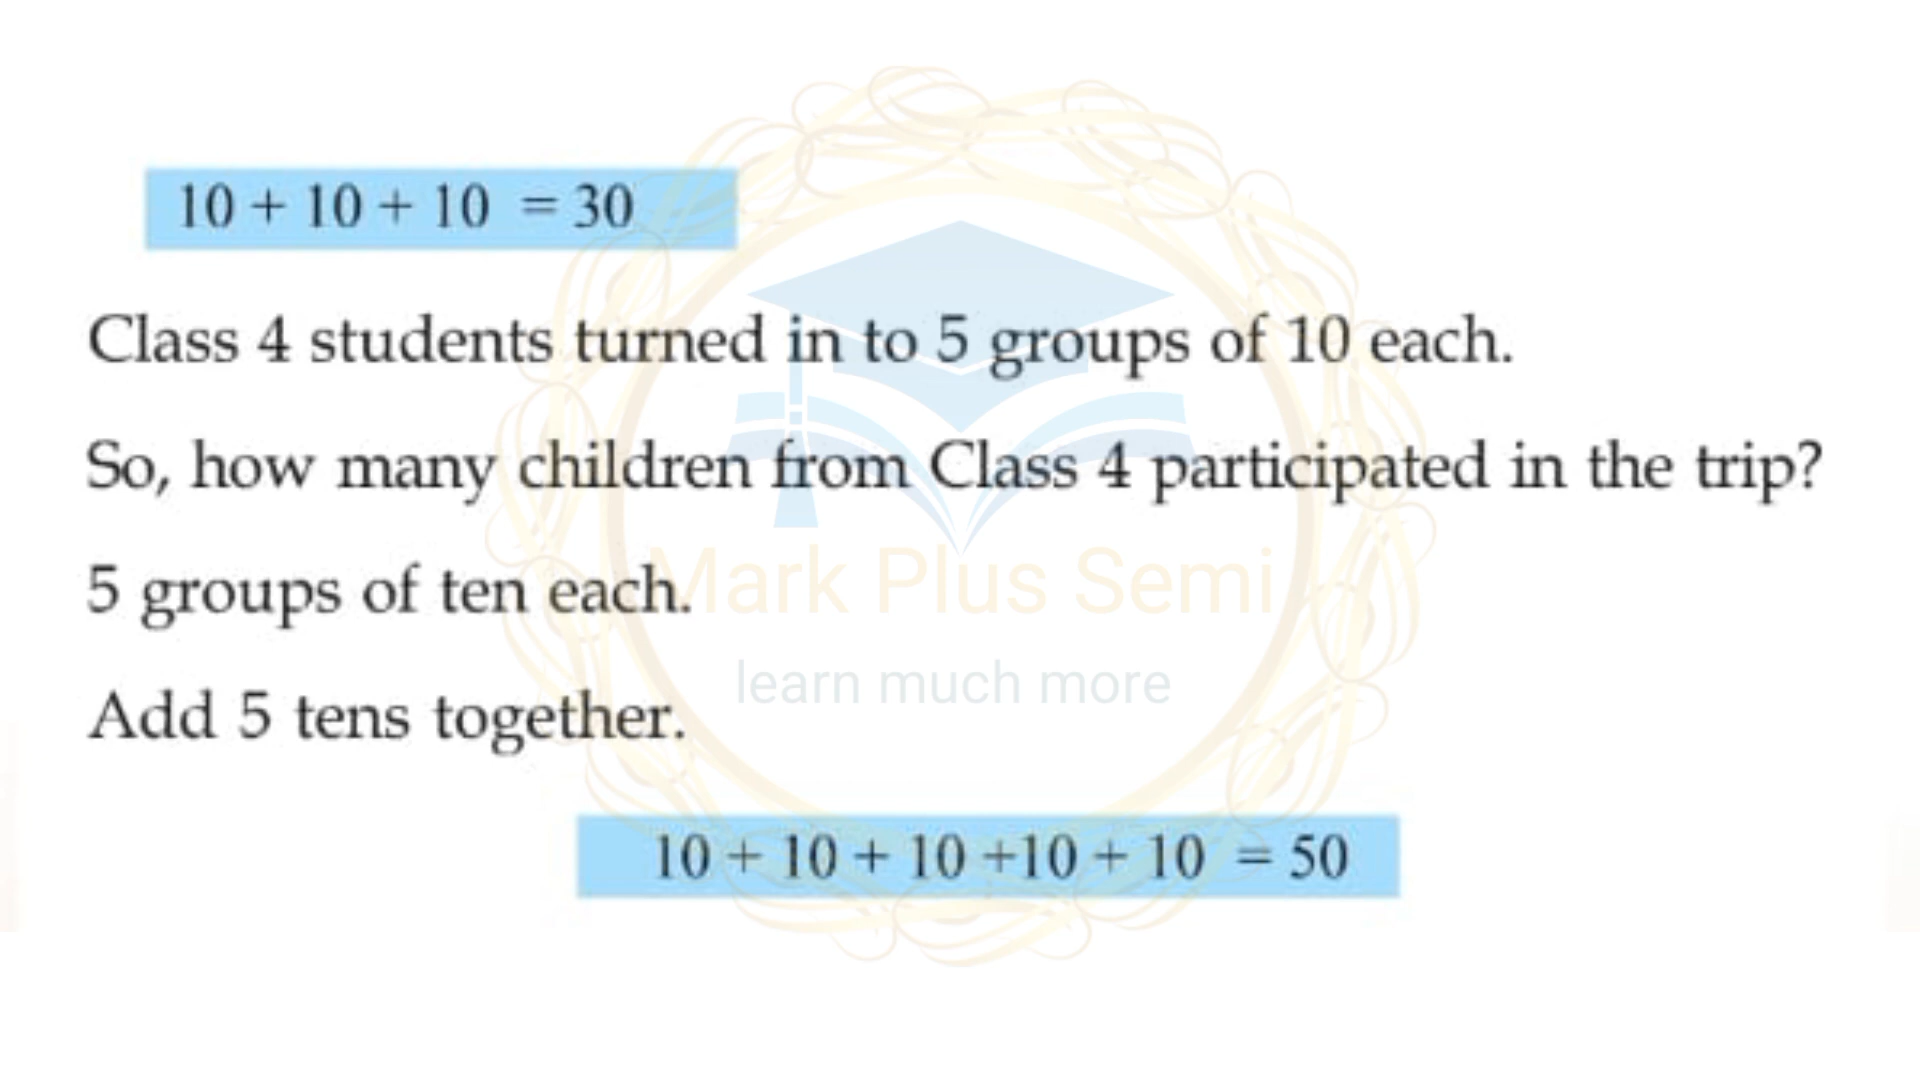 10 + 10 + 10 = 30
Class 4 students turned in to 5 groups of 10 each.
So, how many children from Class 4 participated in the trip?
5 groups of ten each.
Mark Plus Semi
learn much more
Add 5 tens together.
10 + 10 + 10 +10 + 10 = 50